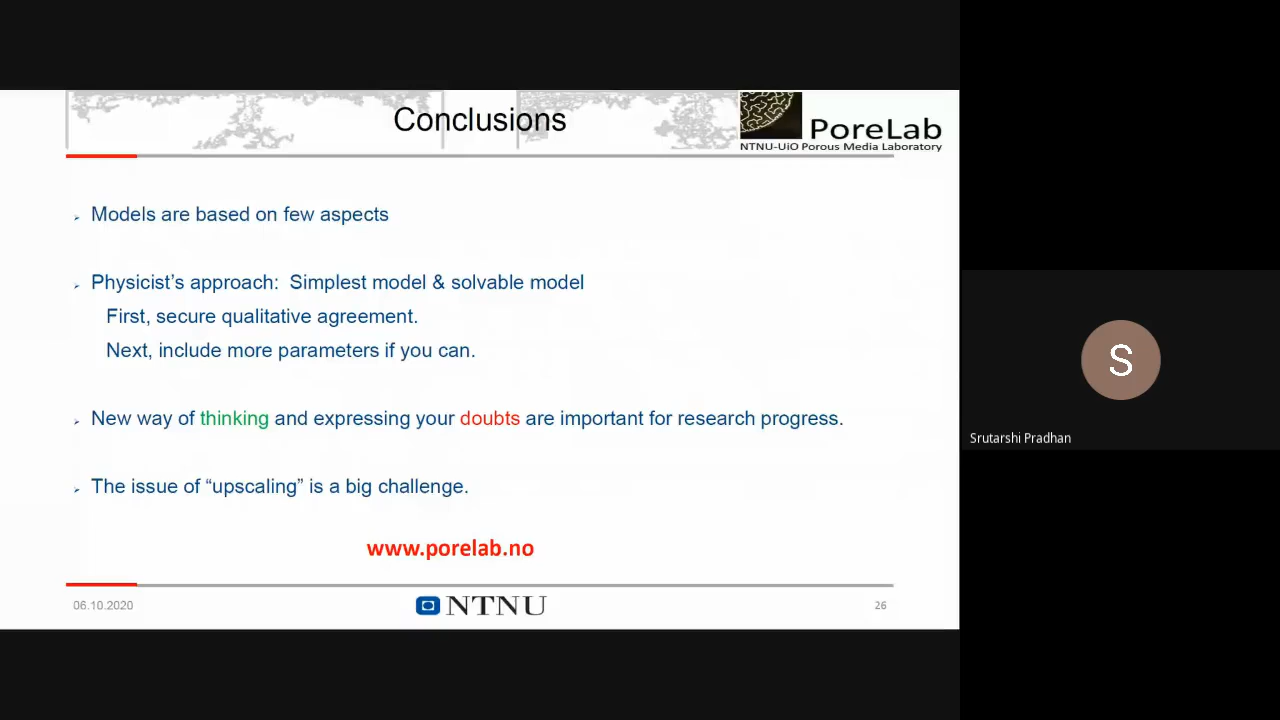 Conclusions
PoreLab
NTNU-UiO Porous Media Laboratory
Models are based on few aspects
Physicist's approach: Simplest model & solvable model
First, secure qualitative agreement.
Next, include more parameters if you can.
New way of thinking and expressing your doubts are important for research progress.
The issue of “upscaling” is a big challenge.
www.porelab.no
06.10.2020
NTNU
26
S
Srutarshi Pradhan